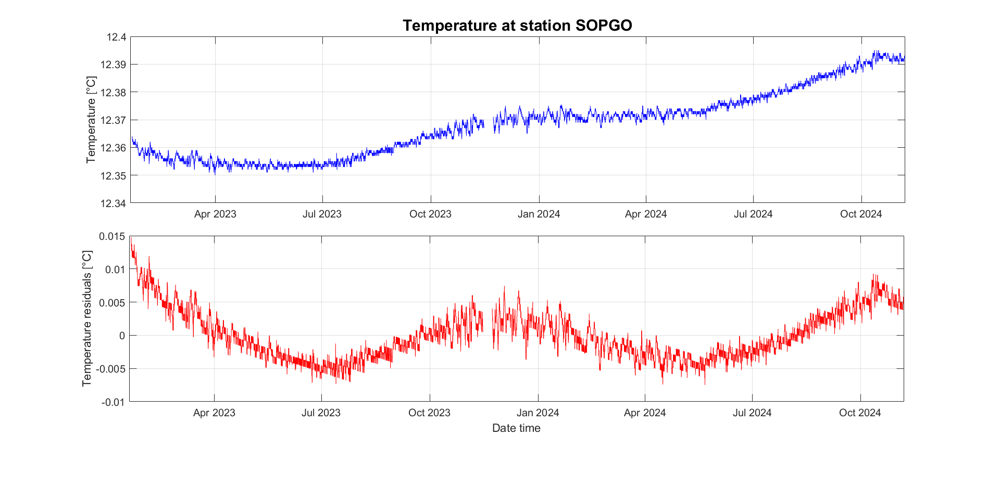 Temperature at station SOPGO
12.4
12.39
12.38
12.37
12.36
12.35
12.34
Temperature [°C]
Apr 2023 Jul 2023 Oct 2023 Jan 2024 Apr 2024 Jul 2024 Oct 2024
0.015
0.01
0.005
0
-0.005
-0.01
Temperature residuals [°C]
Apr 2023 Jul 2023 Oct 2023 Jan 2024 Apr 2024 Jul 2024 Oct 2024
Date time